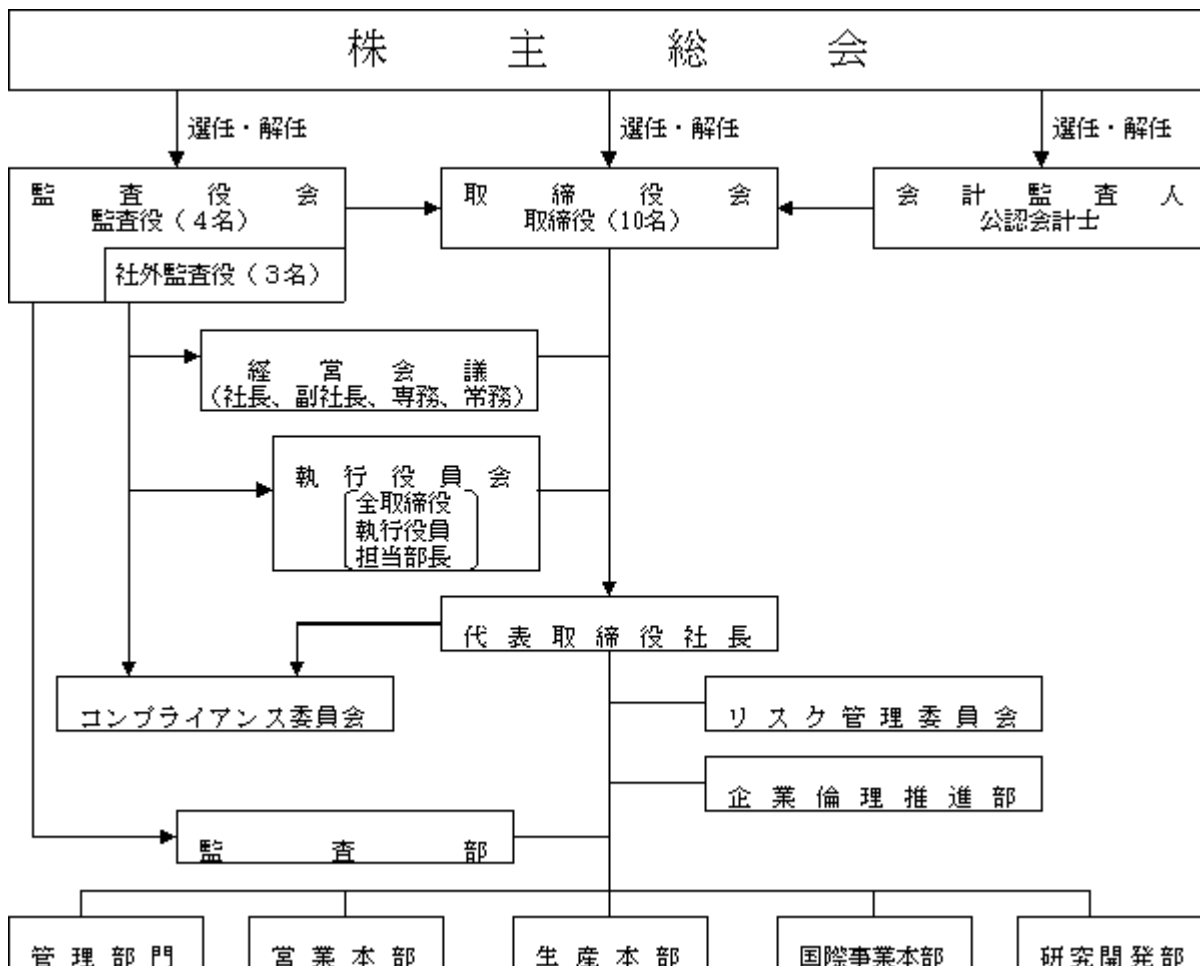 株主総会
選任・解任
選任・解任
選任・解任
監査役会
監査役（４名）
社外監査役（３名）
取締役会
取締役（10名）
会計監査人
公認会計士
経営会議
（社長、副社長、専務、常務）
執行役員会
全取締役
執行役員
担当部長
代表取締役社長
コンプライアンス委員会
リスク管理委員会
企業倫理推進部
監査部
管理部門
営業本部
生産本部
国際事業本部
研究開発部